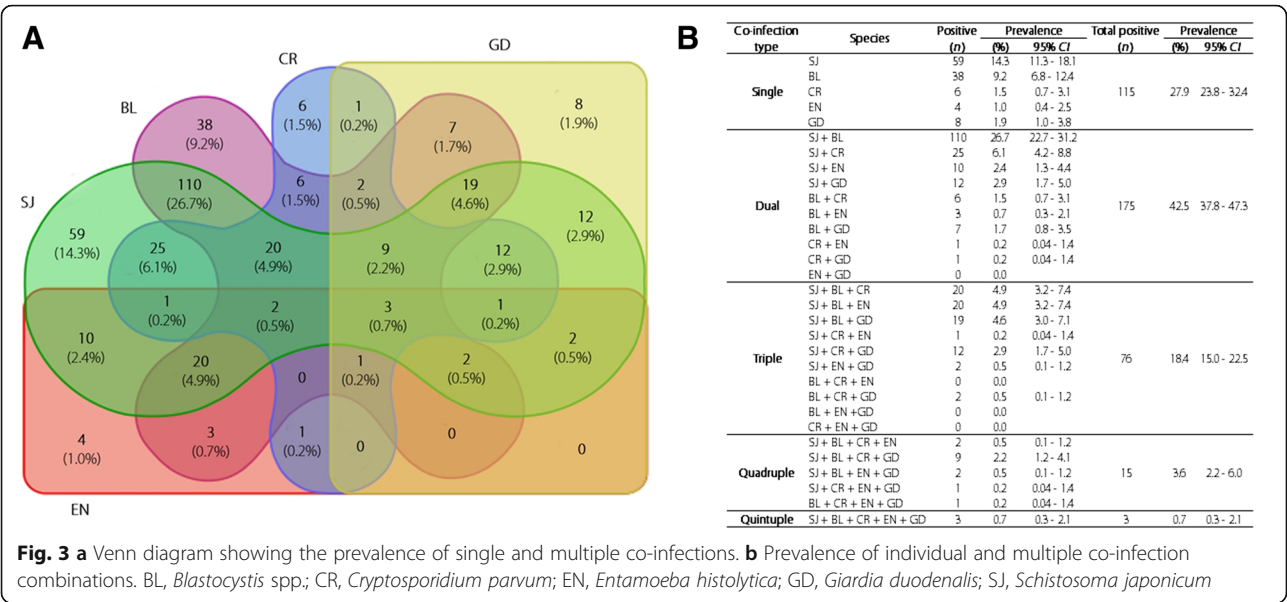 A
CR
GD
BL
SJ
EN
6
(1.5%)
1
(0.2%)
8
(1.9%)
38
(9.2%)
7
(1.7%)
110
(26.7%)
6
(1.5%)
2
(0.5%)
19
(4.6%)
12
(2.9%)
59
(14.3%)
25
(6.1%)
20
(4.9%)
9
(2.2%)
12
(2.9%)
1
(0.2%)
2
(0.5%)
3
(0.7%)
1
(0.2%)
10
(2.4%)
2
(0.5%)
20
(4.9%)
0
1
(0.2%)
2
(0.5%)
4
(1.0%)
3
(0.7%)
1
(0.2%)
0
0
0
B
Co-infection type Species Positive (n) Prevalence Total positive (n) Prevalence
(%) 95% CI (%) 95% CI
SJ 59 14.3 11.3 - 18.1
BL 38 9.2 6.8 - 12.4
Single CR 6 1.5 0.7 - 3.1 115 27.9 23.8 - 32.4
EN 4 1.0 0.4 - 2.5
GD 8 1.9 1.0 - 3.8
SJ + BL 110 26.7 22.7 - 31.2
SJ + CR 25 6.1 4.2 - 8.8
SJ + EN 10 2.4 1.3 - 4.4
SJ + GD 12 2.9 1.7 - 5.0
Dual BL + CR 6 1.5 0.7 - 3.1 175 42.5 37.8 - 47.3
BL + EN 3 0.7 0.3 - 2.1
BL + GD 7 1.7 0.8 - 3.5
CR + EN 1 0.2 0.04 - 1.4
CR + GD 1 0.2 0.04 - 1.4
EN + GD 0 0.0
SJ + BL + CR 20 4.9 3.2 - 7.4
SJ + BL + EN 20 4.9 3.2 - 7.4
SJ + BL + GD 19 4.6 3.0 - 7.1
SJ + CR + EN 1 0.2 0.04 - 1.4
Triple SJ + CR + GD 12 2.9 1.7 - 5.0 76 18.4 15.0 - 22.5
SJ + EN + GD 2 0.5 0.1 - 1.2
BL + CR + EN 0 0.0
BL + CR + GD 2 0.5 0.1 - 1.2
BL + EN +GD 0 0.0
CR + EN + GD 0 0.0
SJ + BL + CR + EN 2 0.5 0.1 - 1.2
SJ + BL + CR + GD 9 2.2 1.2 - 4.1
Quadruple SJ + BL + EN + GD 2 0.5 0.1 - 1.2 15 3.6 2.2 - 6.0
SJ + CR + EN + GD 1 0.2 0.04 - 1.4
BL + CR + EN + GD 1 0.2 0.04 - 1.4
Quintuple SJ + BL + CR + EN + GD 3 0.7 0.3 - 2.1 3 0.7 0.3 - 2.1
Fig. 3 a Venn diagram showing the prevalence of single and multiple co-infections. b Prevalence of individual and multiple co-infection
combinations. BL, Blastocystis spp.; CR, Cryptosporidium parvum; EN, Entamoeba histolytica; GD, Giardia duodenalis; SJ, Schistosoma japonicum